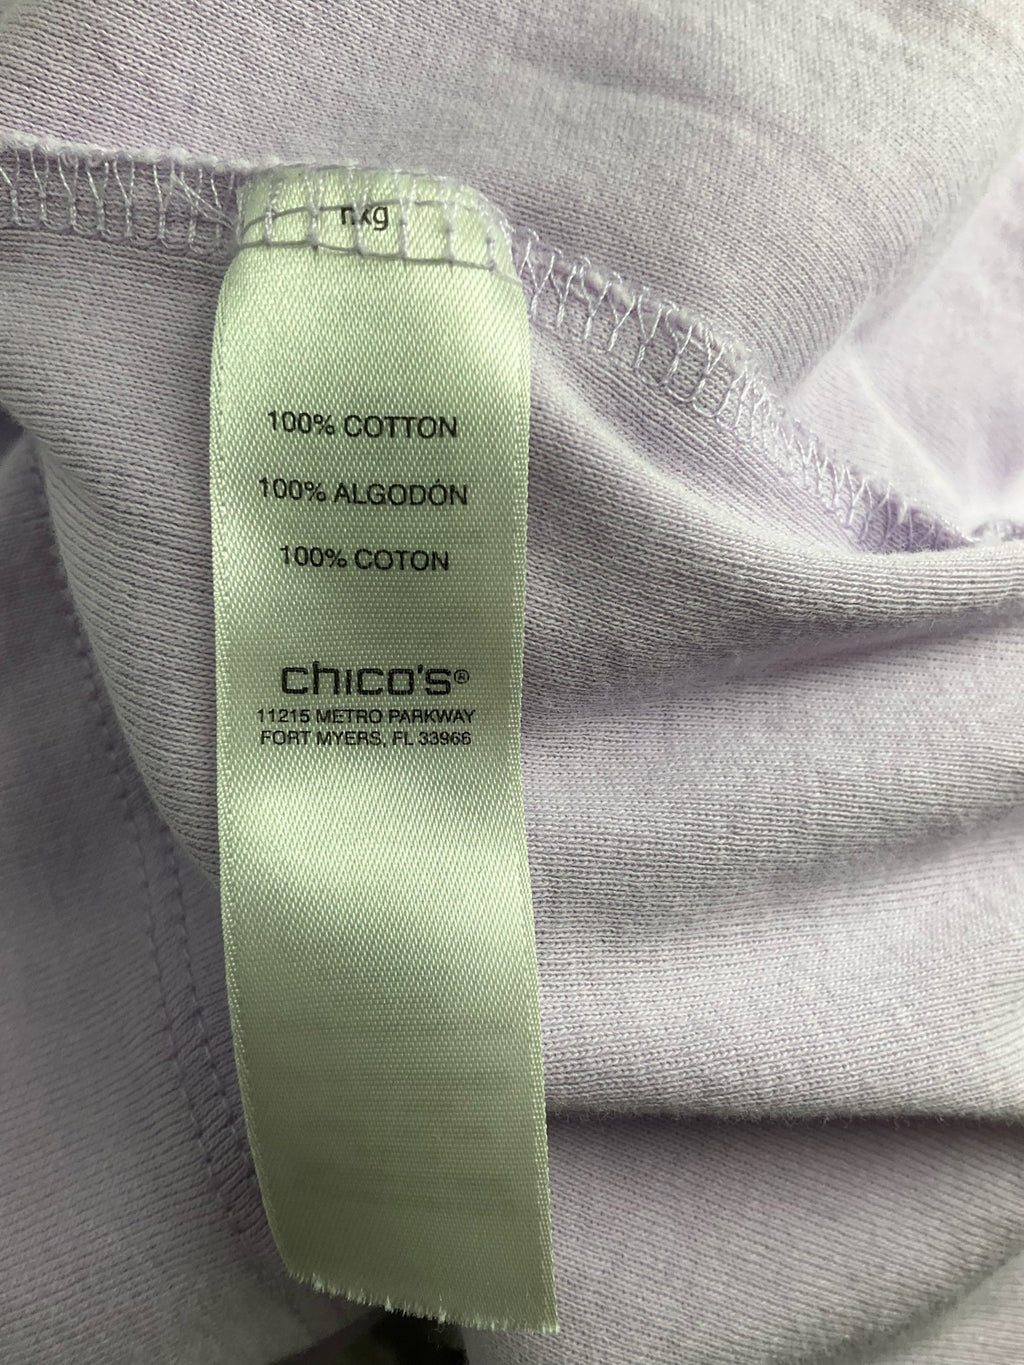 100% COTTON
100% ALGODÓN
100% COTON
chico's®
11215 METRO PARKWAY
FORT MYERS, FL 33966